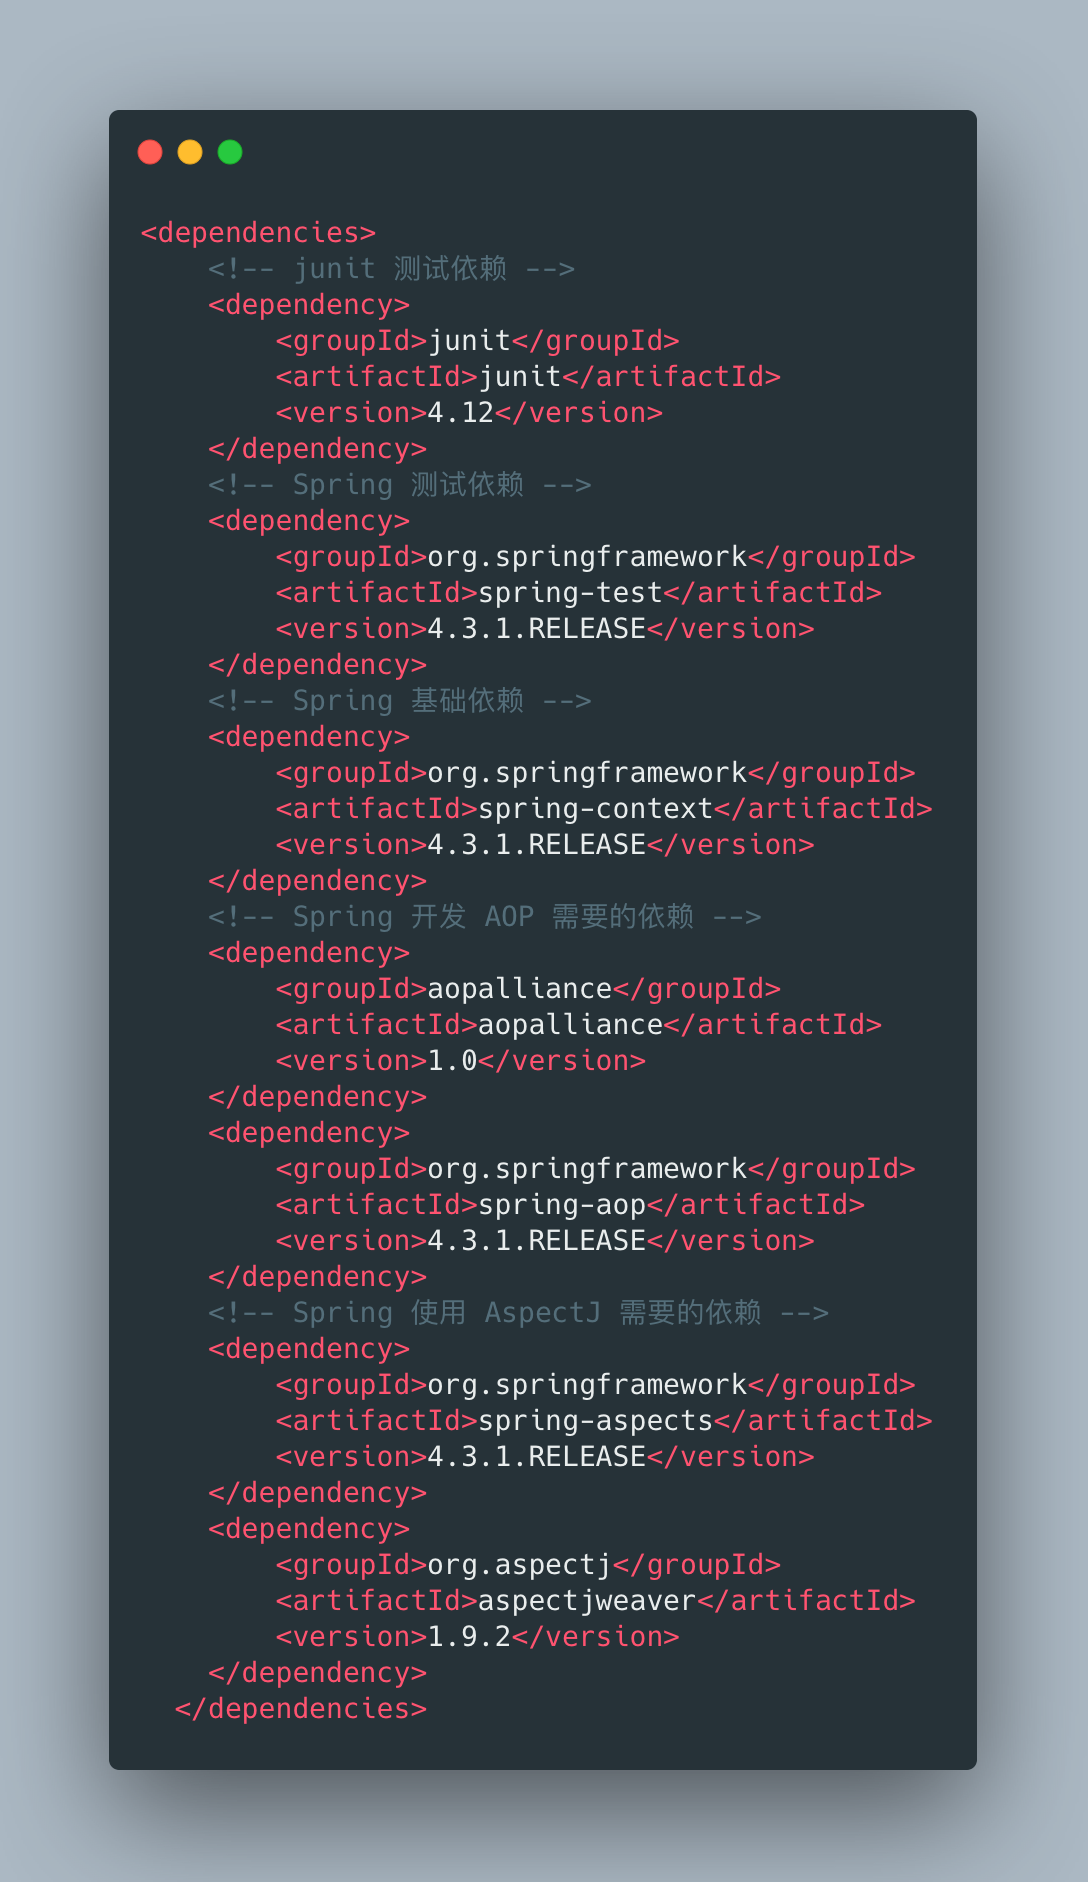 <dependencies>
    <!-- junit 测试依赖 -->
    <dependency>
        <groupId>junit</groupId>
        <artifactId>junit</artifactId>
        <version>4.12</version>
    </dependency>
    <!-- Spring 测试依赖 -->
    <dependency>
        <groupId>org.springframework</groupId>
        <artifactId>spring-test</artifactId>
        <version>4.3.1.RELEASE</version>
    </dependency>
    <!-- Spring 基础依赖 -->
    <dependency>
        <groupId>org.springframework</groupId>
        <artifactId>spring-context</artifactId>
        <version>4.3.1.RELEASE</version>
    </dependency>
    <!-- Spring 开发 AOP 需要的依赖 -->
    <dependency>
        <groupId>aopalliance</groupId>
        <artifactId>aopalliance</artifactId>
        <version>1.0</version>
    </dependency>
    <dependency>
        <groupId>org.springframework</groupId>
        <artifactId>spring-aop</artifactId>
        <version>4.3.1.RELEASE</version>
    </dependency>
    <!-- Spring 使用 AspectJ 需要的依赖 -->
    <dependency>
        <groupId>org.springframework</groupId>
        <artifactId>spring-aspects</artifactId>
        <version>4.3.1.RELEASE</version>
    </dependency>
    <dependency>
        <groupId>org.aspectj</groupId>
        <artifactId>aspectjweaver</artifactId>
        <version>1.9.2</version>
    </dependency>
  </dependencies>